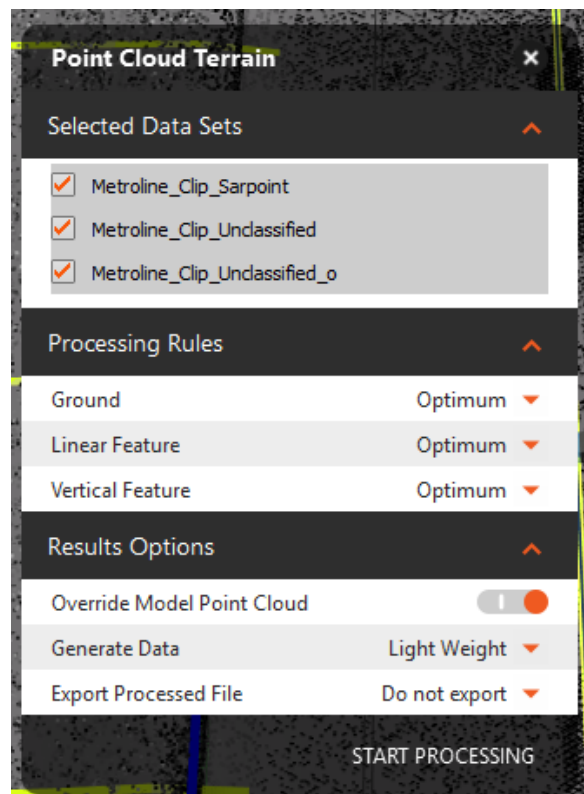 Point Cloud Terrain
Selected Data Sets
Metroline_Clip_Sarpoint
Metroline_Clip_Unclassified
Metroline_Clip_Unclassified_o
Processing Rules
Ground Optimum
Linear Feature Optimum
Vertical Feature Optimum
Results Options
Override Model Point Cloud
Generate Data Light Weight
Export Processed File Do not export
START PROCESSING